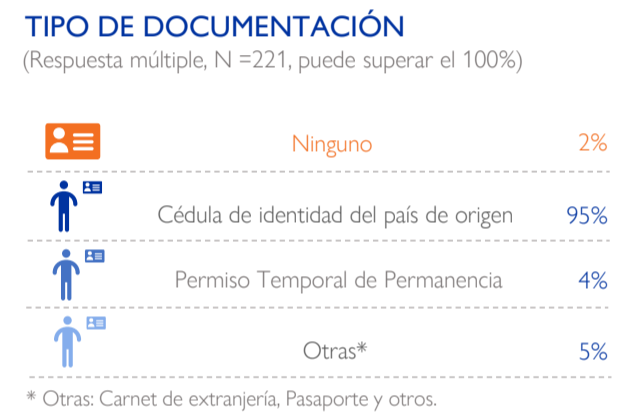 TIPO DE DOCUMENTACIÓN
(Respuesta múltiple, N =221, puede superar el 100%)
Ninguno 2%
Cédula de identidad del país de origen 95%
Permiso Temporal de Permanencia 4%
Otras* 5%
* Otras: Carnet de extranjería, Pasaporte y otros.